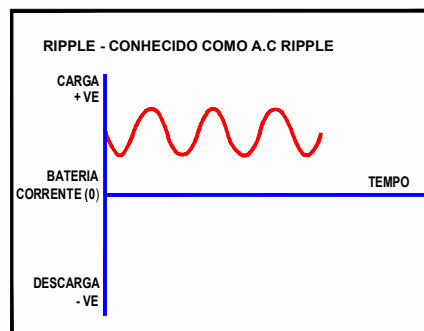 RIPPLE - CONHECIDO COMO A.C RIPPLE
CARGA
+ VE
BATERIA
CORRENTE (0)
TEMPO
DESCARGA
- VE